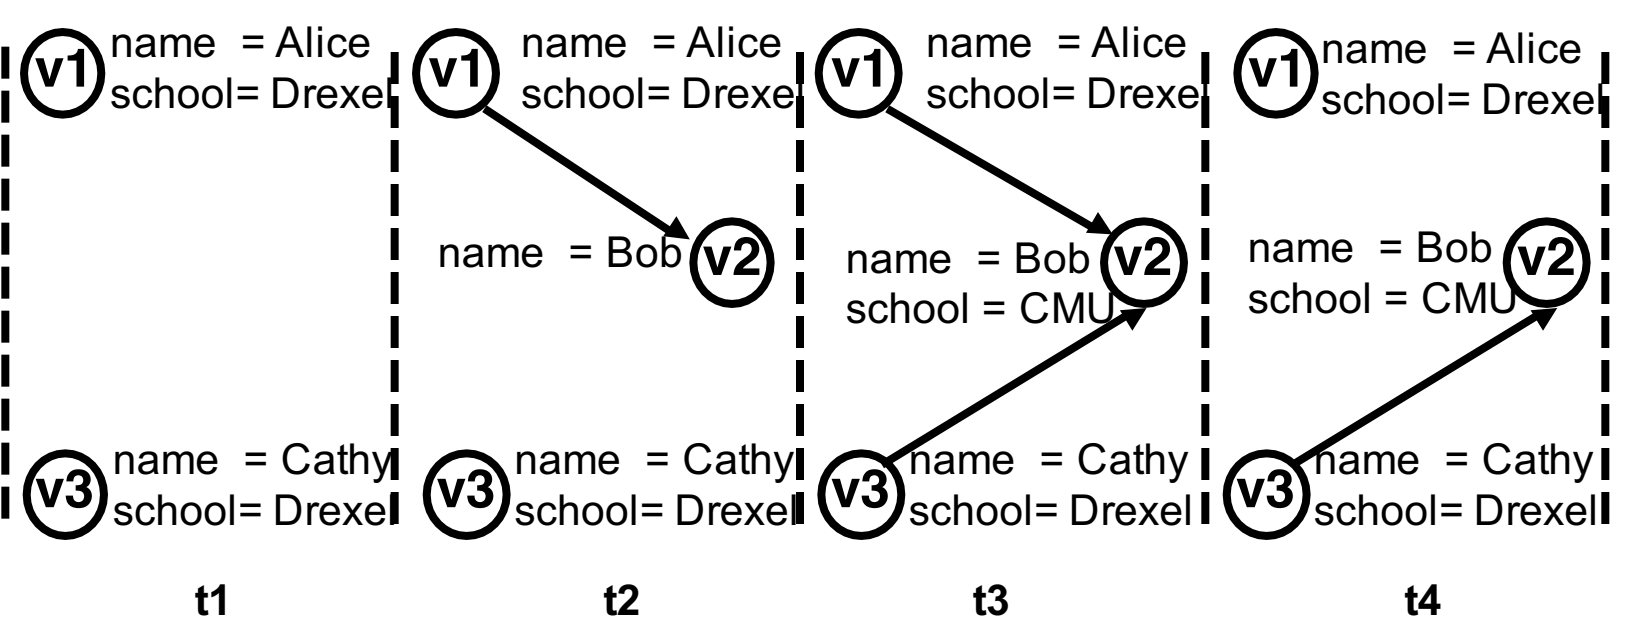 v1
name = Alice
school= Drexel
v3
name = Cathy
school= Drexel
t1
v1
name = Alice
school= Drexel
name = Bob
v2
v3
name = Cathy
school= Drexel
t2
v1
name = Alice
school= Drexel
name = Bob
school = CMU
v2
v3
name = Cathy
school= Drexel
t3
v1
name = Alice
school= Drexel
name = Bob
school = CMU
v2
v3
name = Cathy
school= Drexel
t4